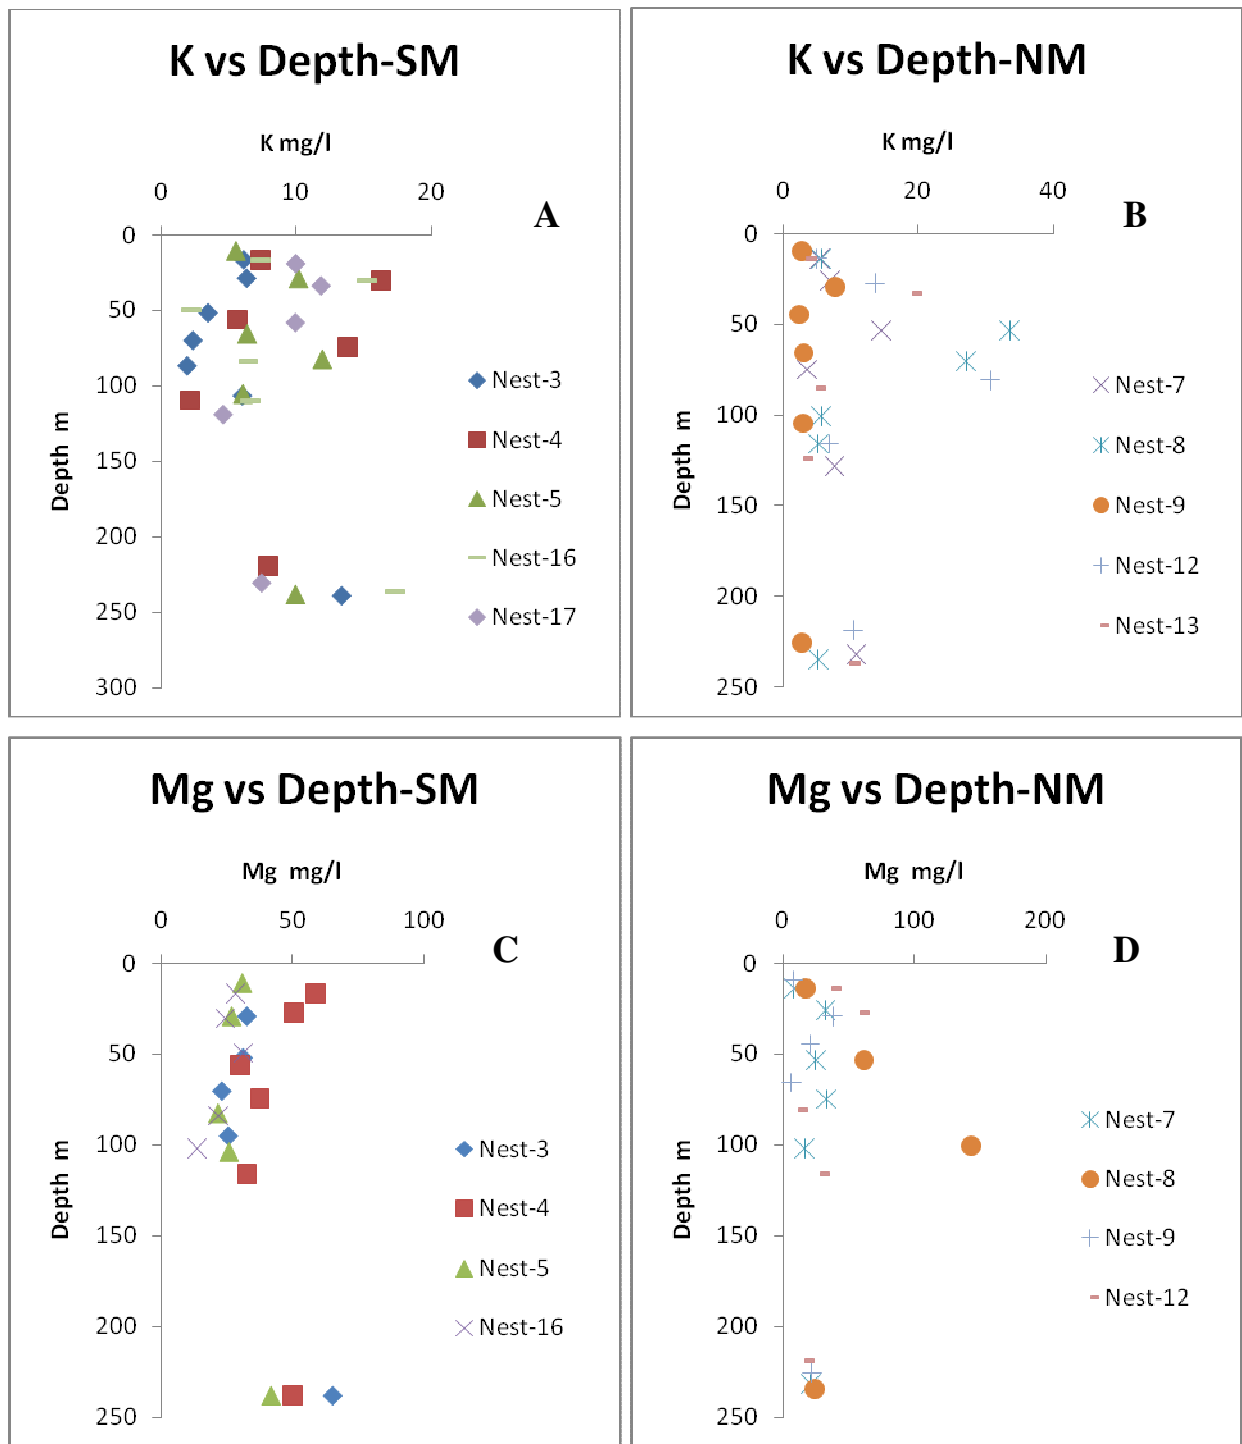 K vs Depth-SM
K mg/l
0 10 20
A
0
50
100
150
200
250
300
Depth m
Nest-3
Nest-4
Nest-5
Nest-16
Nest-17
K vs Depth-NM
K mg/l
0 20 40
B
0
50
100
150
200
250
Depth m
Nest-7
Nest-8
Nest-9
Nest-12
Nest-13
Mg vs Depth-SM
Mg mg/l
0 50 100
C
0
50
100
150
200
250
Depth m
Nest-3
Nest-4
Nest-5
Nest-16
Mg vs Depth-NM
Mg mg/l
0 100 200
D
0
50
100
150
200
250
Depth m
Nest-7
Nest-8
Nest-9
Nest-12